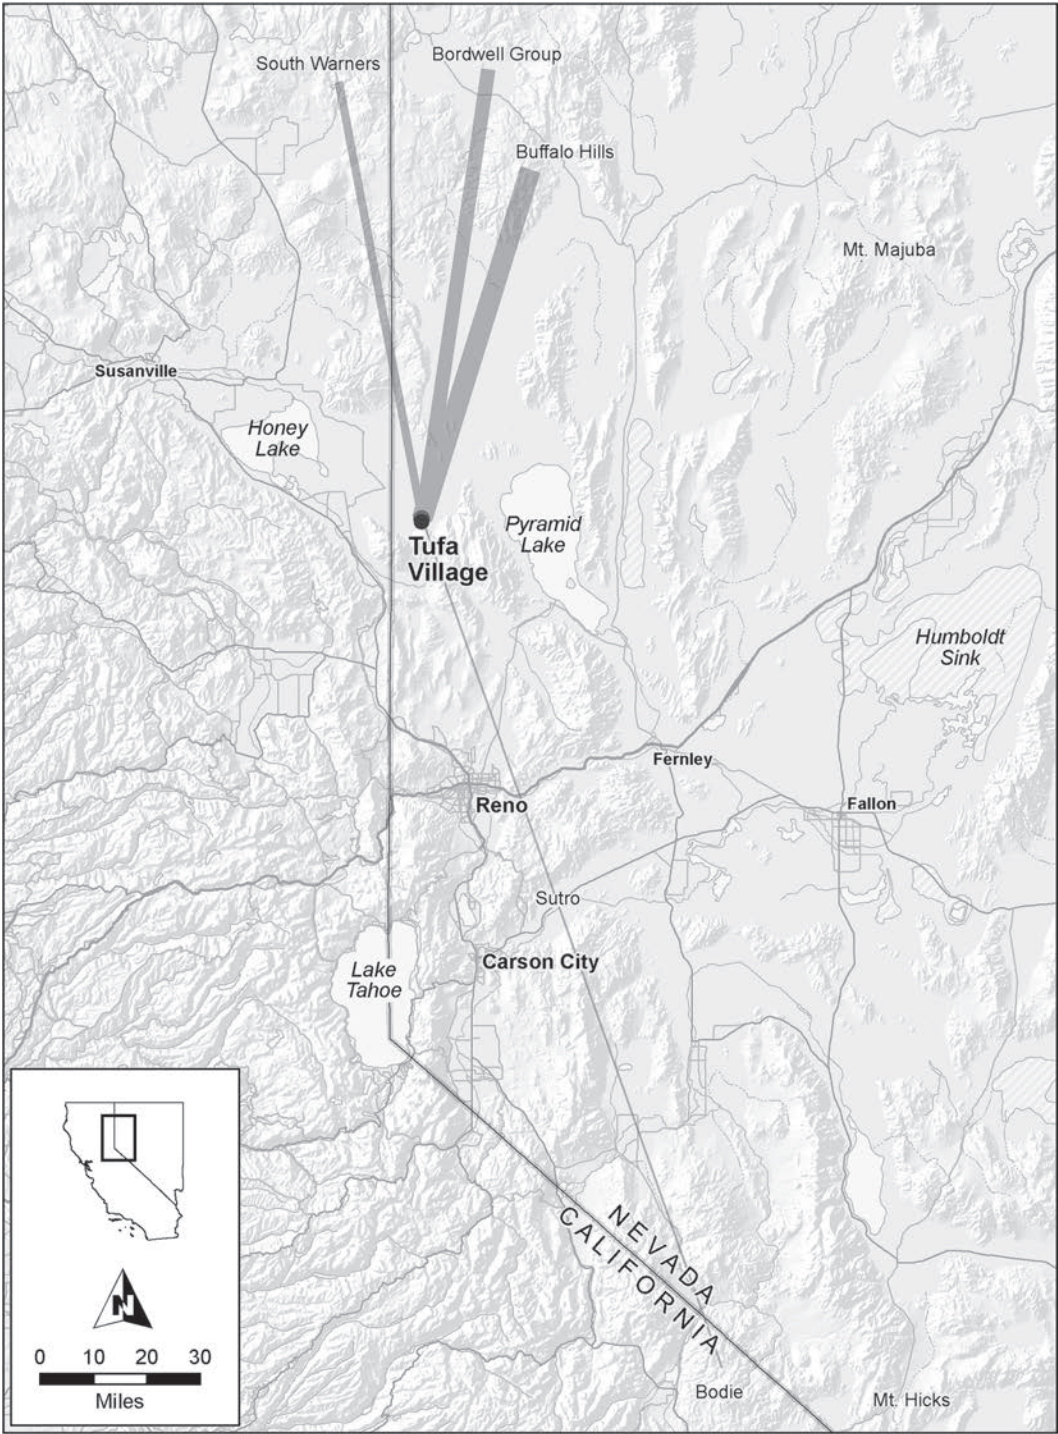 South Warners
Bordwell Group
Buffalo Hills
Mt. Majuba
Susanville
Honey
Lake
Pyramid
Lake
Tufa
Village
Humboldt
Sink
Fernley
Reno
Fallon
Sutro
Carson City
Lake
Tahoe
NEVADA
CALIFORNIA
N
0 10 20 30
Miles
Bodie
Mt. Hicks